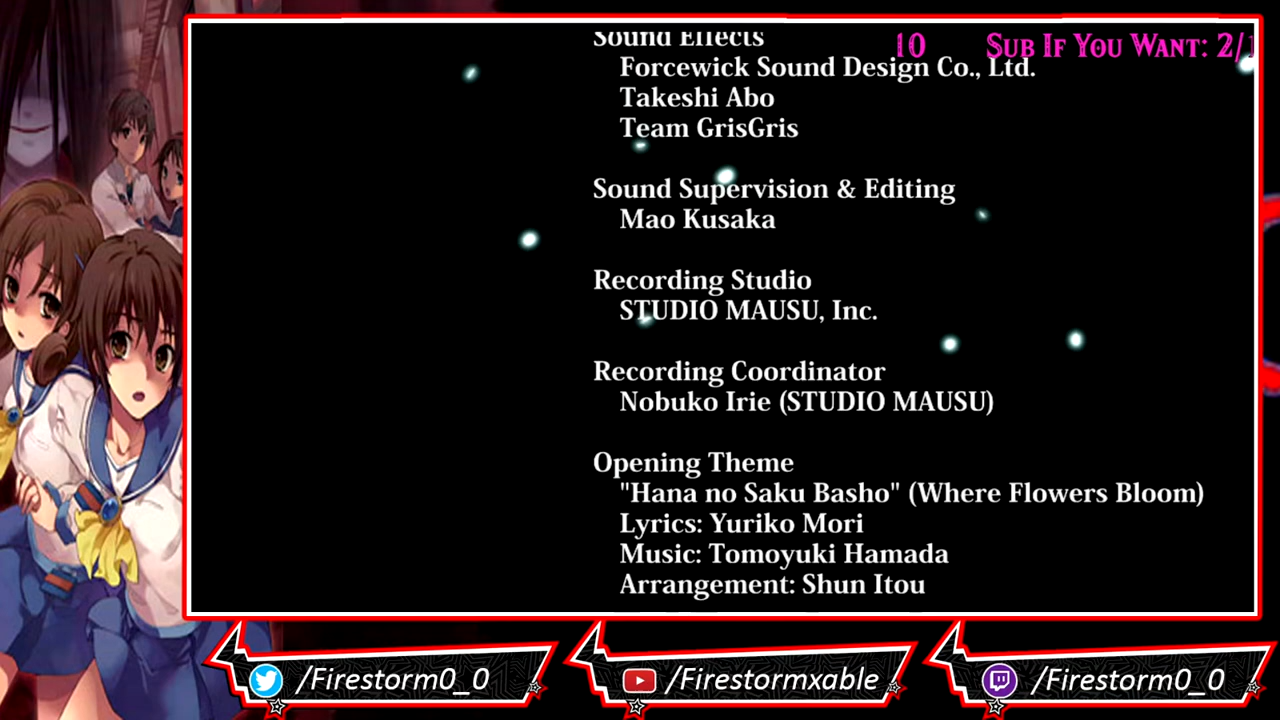 Sound Effects
10 Sub If You Want: 2/1
Forcewick Sound Design Co., Ltd.
Takeshi Abo
Team GrisGris
Sound Supervision & Editing
Mao Kusaka
Recording Studio
STUDIO MAUSU, Inc.
Recording Coordinator
Nobuko Irie (STUDIO MAUSU)
Opening Theme
"Hana no Saku Basho" (Where Flowers Bloom)
Lyrics: Yuriko Mori
Music: Tomoyuki Hamada
Arrangement: Shun Itou
/Firestorm0_0
/Firestormxable
/Firestorm0_0